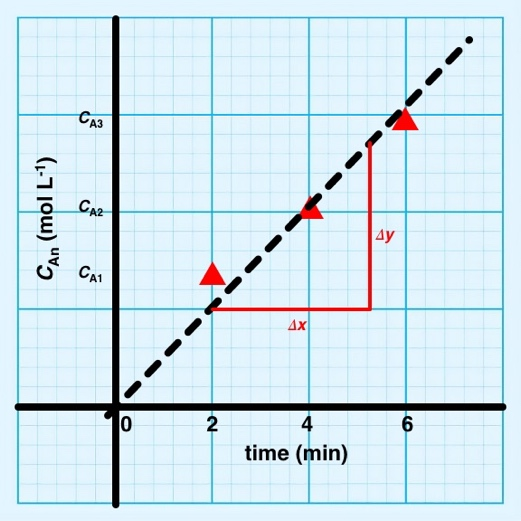 C_A3
C_A2
C_An (mol L⁻¹)
C_A1
Δy
Δx
0 2 4 6
time (min)